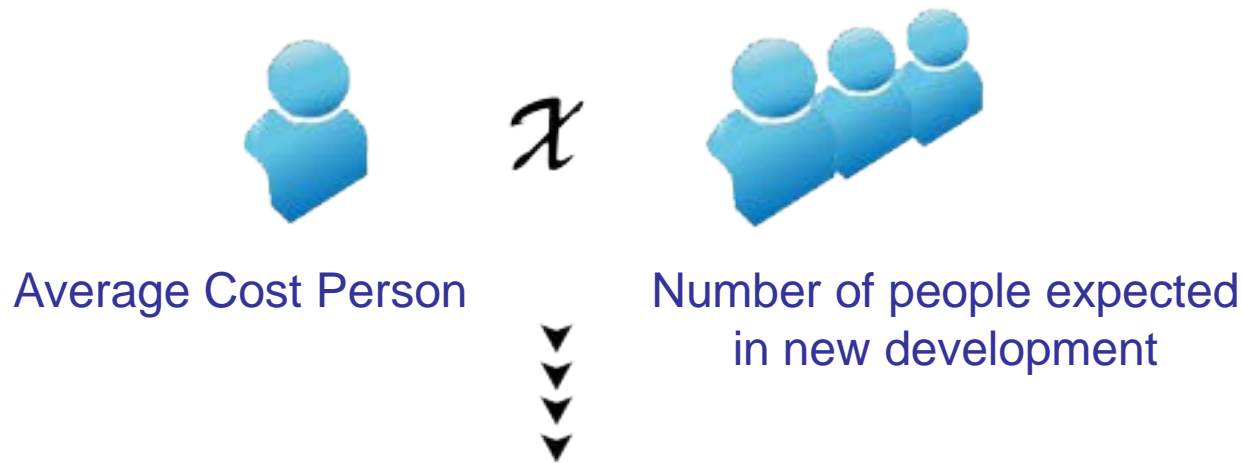 x
Average Cost Person
Number of people expected
in new development